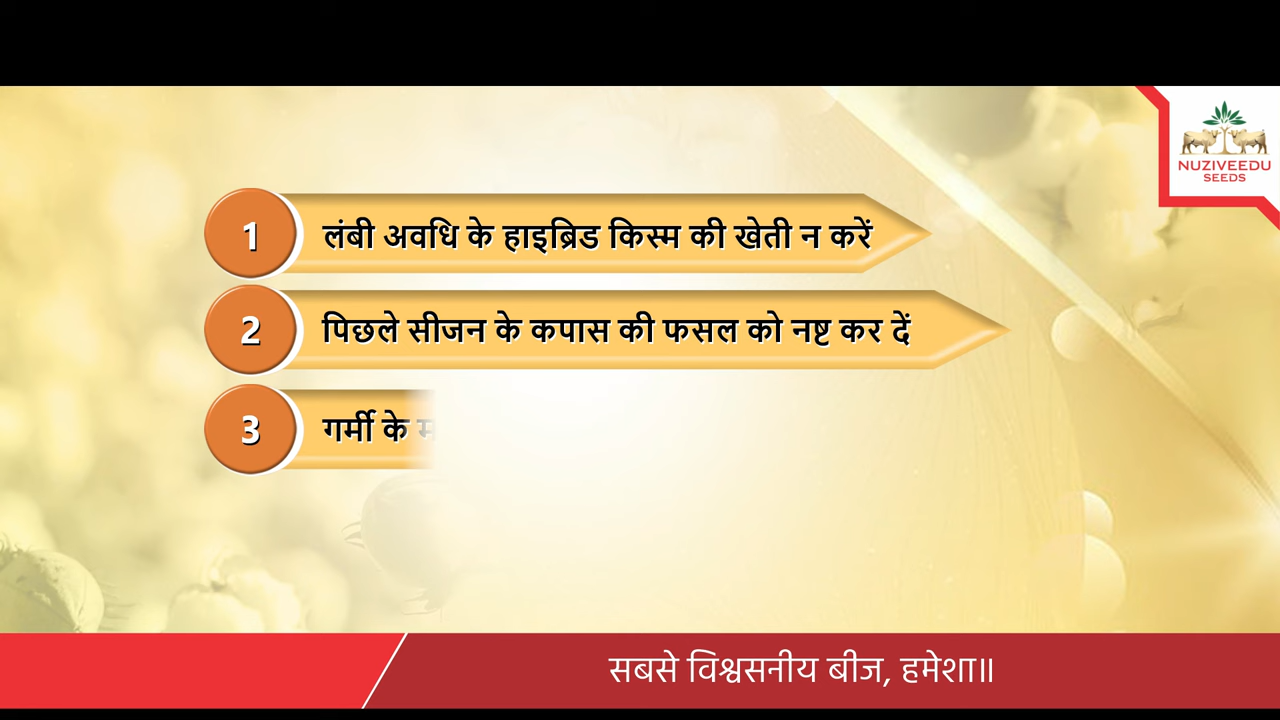 NUZIVEEDU
SEEDS
1 लंबी अवधि के हाइब्रिड किस्म की खेती न करें
2 पिछले सीजन के कपास की फसल को नष्ट कर दें
3 गर्मी के
सबसे विश्वसनीय बीज, हमेशा॥